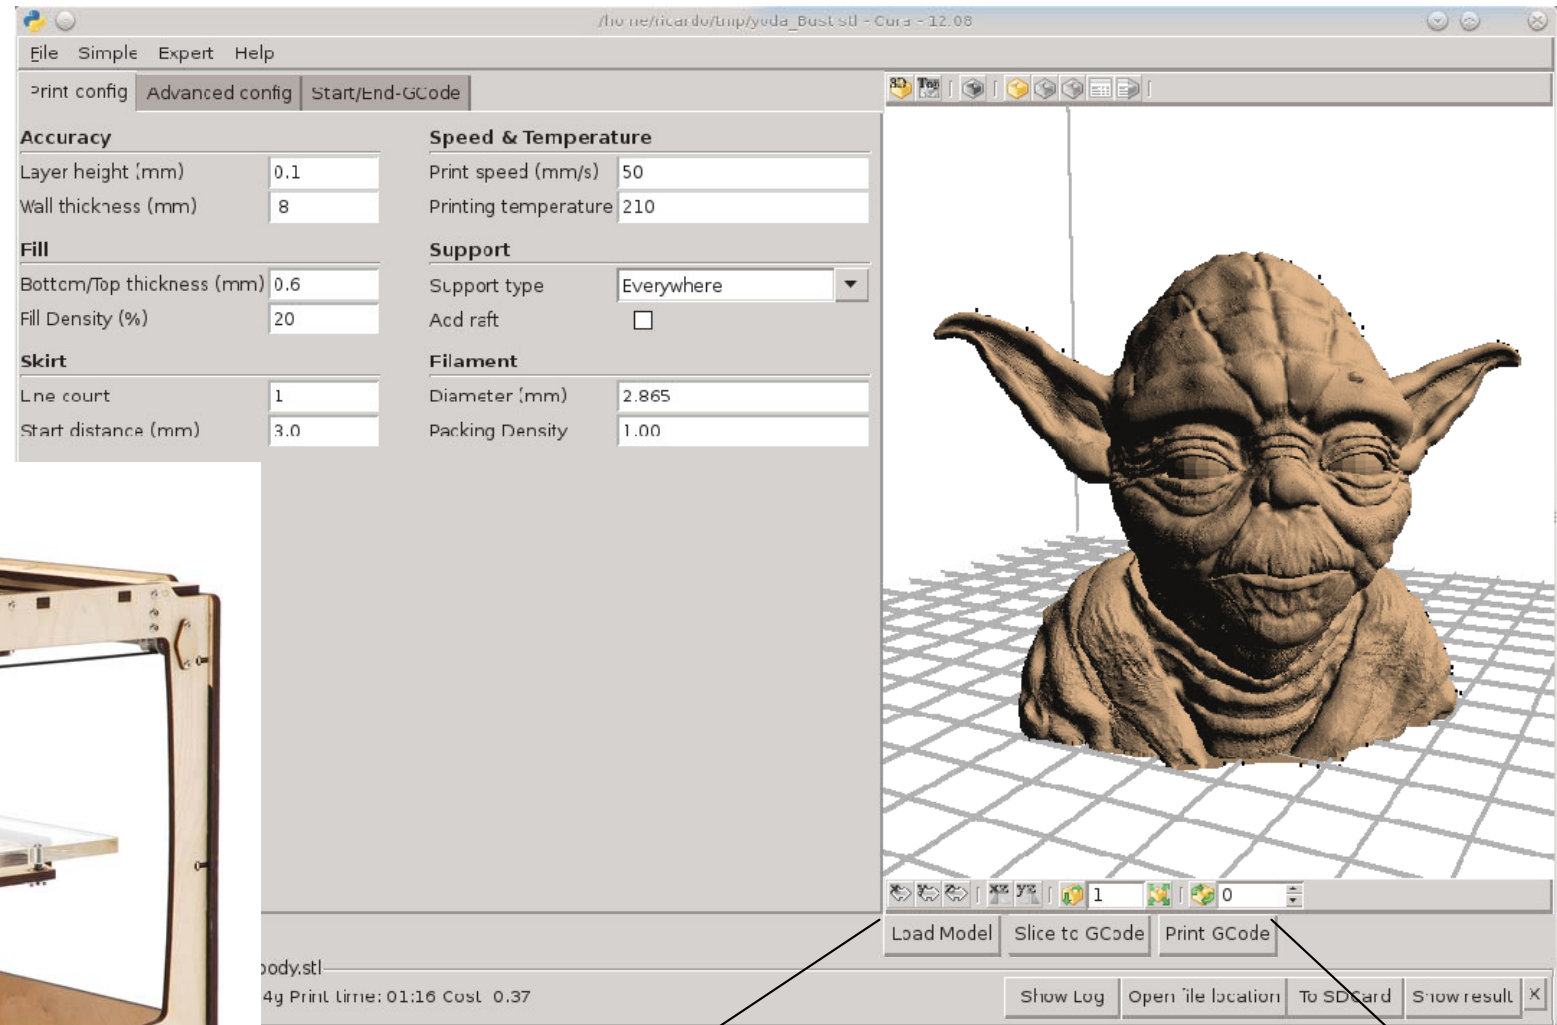 /home/ricardo/tmp/yoda_Bust.stl - Cura - 12.08
File Simple Expert Help
Print config Advanced config Start/End-GCode
3D Top
Accuracy
Layer height (mm) 0.1
Wall thickness (mm) 8
Fill
Bottom/Top thickness (mm) 0.6
Fill Density (%) 20
Skirt
Line count 1
Start distance (mm) 3.0
Speed & Temperature
Print speed (mm/s) 50
Printing temperature 210
Support
Support type Everywhere
Add raft
Filament
Diameter (mm) 2.865
Packing Density 1.00
X Y Z XZ YZ 1 0
Load Model Slice to GCode Print GCode
body.stl
4g Print time: 01:16 Cost 0.37
Show Log Open file location To SDCard Show result X